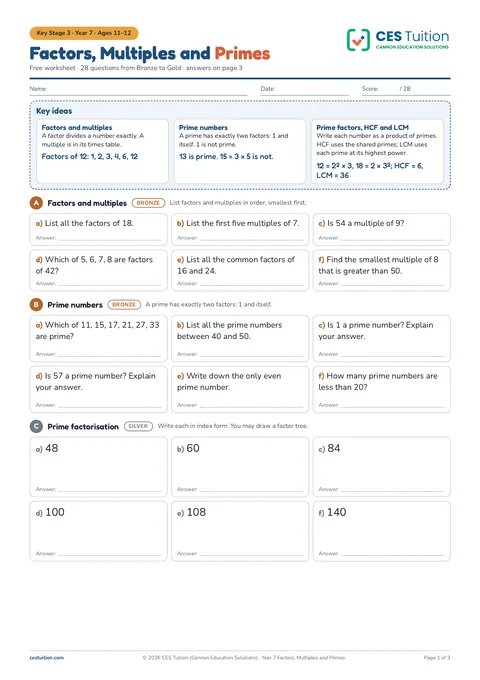 Key Stage 3 · Year 7 · Ages 11–12
CES Tuition
CANNON EDUCATION SOLUTIONS
Factors, Multiples and Primes
Free worksheet · 28 questions from Bronze to Gold · answers on page 3
Name: Date: Score: / 28
Key ideas
Factors and multiples
A factor divides a number exactly. A
multiple is in its times table.
Factors of 12: 1, 2, 3, 4, 6, 12
Prime numbers
A prime has exactly two factors: 1 and
itself. 1 is not prime.
13 is prime. 15 = 3 × 5 is not.
Prime factors, HCF and LCM
Write each number as a product of primes.
HCF uses the shared primes; LCM uses
each prime at its highest power.
12 = 2² × 3, 18 = 2 × 3²; HCF = 6,
LCM = 36
A Factors and multiples BRONZE List factors and multiples in order, smallest first.
a) List all the factors of 18.
Answer:
b) List the first five multiples of 7.
Answer:
c) Is 54 a multiple of 9?
Answer:
d) Which of 5, 6, 7, 8 are factors
of 42?
Answer:
e) List all the common factors of
16 and 24.
Answer:
f) Find the smallest multiple of 8
that is greater than 50.
Answer:
B Prime numbers BRONZE A prime has exactly two factors: 1 and itself.
a) Which of 11, 15, 17, 21, 27, 33
are prime?
Answer:
b) List all the prime numbers
between 40 and 50.
Answer:
c) Is 1 a prime number? Explain
your answer.
Answer:
d) Is 57 a prime number? Explain
your answer.
Answer:
e) Write down the only even
prime number.
Answer:
f) How many prime numbers are
less than 20?
Answer:
C Prime factorisation SILVER Write each in index form. You may draw a factor tree.
a) 48
Answer:
b) 60
Answer:
c) 84
Answer:
d) 100
Answer:
e) 108
Answer:
f) 140
Answer:
cestuition.com © 2026 CES Tuition (Cannon Education Solutions) · Year 7 Factors, Multiples and Primes Page 1 of 3